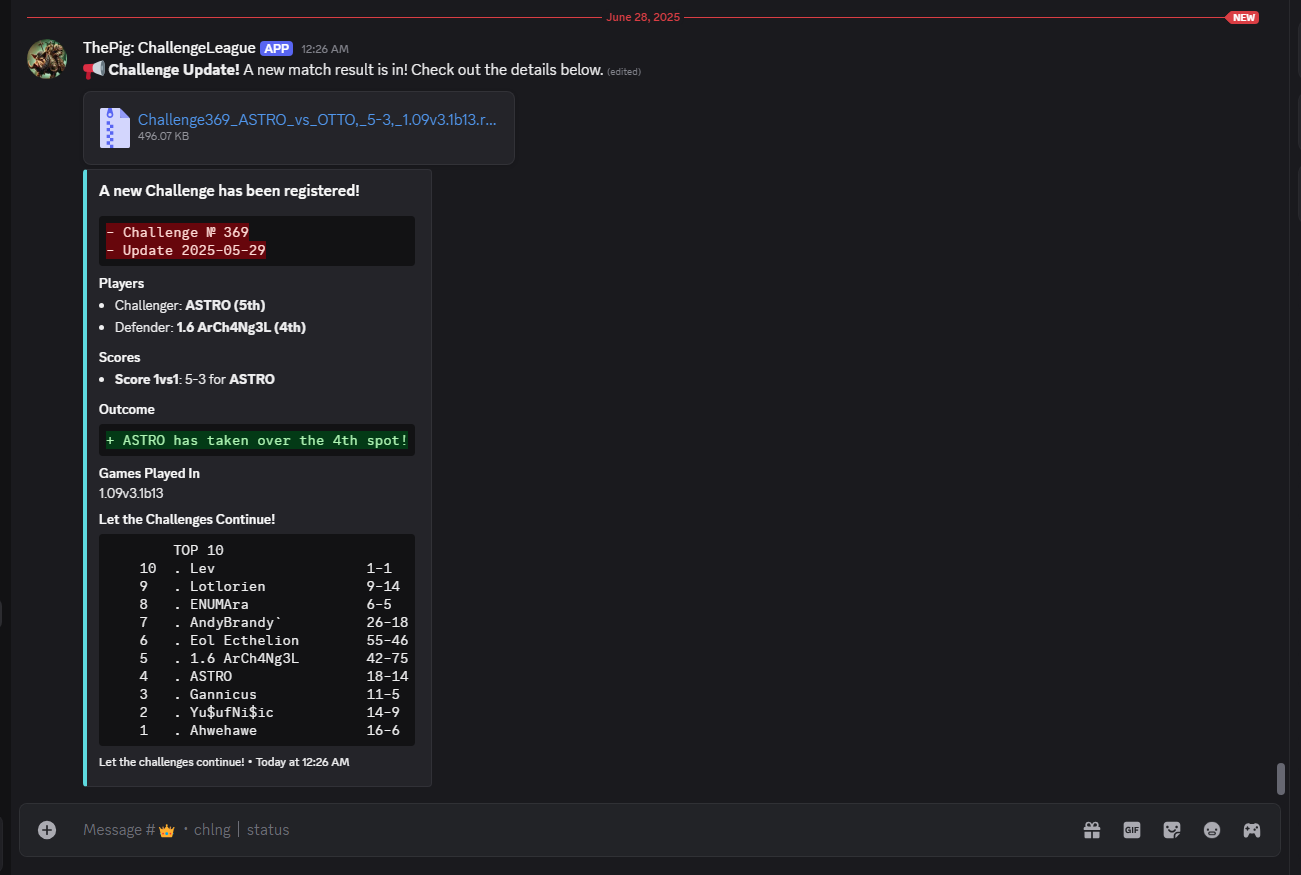 June 28, 2025
NEW
ThePig: ChallengeLeague APP 12:26 AM
Challenge Update! A new match result is in! Check out the details below. (edited)
Challenge369_ASTRO_vs_OTTO,_5-3,_1.09v3.1b13.r...
496.07 KB
A new Challenge has been registered!
- Challenge № 369
- Update 2025-05-29
Players
• Challenger: ASTRO (5th)
• Defender: 1.6 ArCh4Ng3L (4th)
Scores
• Score 1vs1: 5-3 for ASTRO
Outcome
+ ASTRO has taken over the 4th spot!
Games Played In
1.09v3.1b13
Let the Challenges Continue!
TOP 10
10 . Lev 1-1
9 . Lotlorien 9-14
8 . ENUMAra 6-5
7 . AndyBrandy` 26-18
6 . Eol Ecthelion 55-46
5 . 1.6 ArCh4Ng3L 42-75
4 . ASTRO 18-14
3 . Gannicus 11-5
2 . Yu$ufNi$ic 14-9
1 . Ahwehawe 16-6
Let the challenges continue! • Today at 12:26 AM
Message #👑・chlng│status
GIF